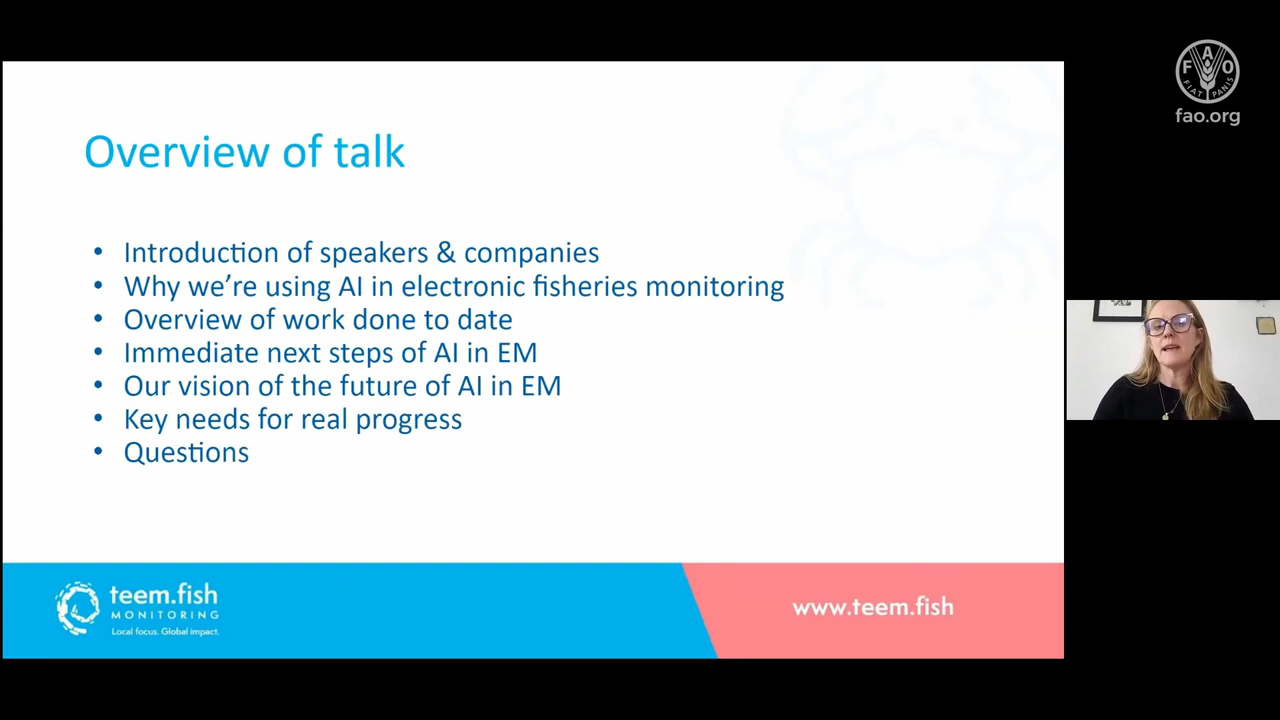 Overview of talk
• Introduction of speakers & companies
• Why we're using AI in electronic fisheries monitoring
• Overview of work done to date
• Immediate next steps of AI in EM
• Our vision of the future of AI in EM
• Key needs for real progress
• Questions
teem.fish
MONITORING
Local focus. Global impact.
www.teem.fish
F A O
FIAT PANIS
fao.org